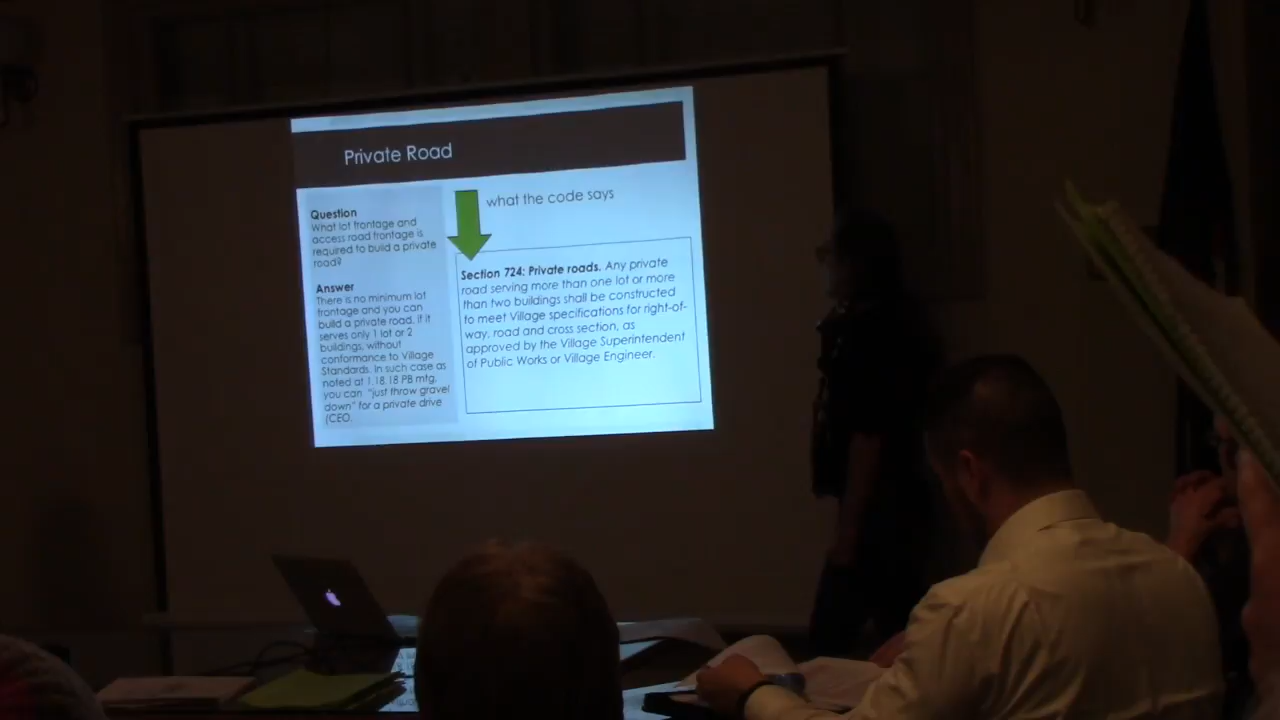 Private Road
Question
What lot frontage and
access road frontage is
required to build a private
road?
Answer
There is no minimum lot
frontage and you can
build a private road, if it
serves only 1 lot or 2
buildings, without
conformance to Village
Standards. In such case as
noted at 1.18.18 PB mtg,
you can "just throw gravel
down" for a private drive
(CEO.
what the code says
Section 724: Private roads. Any private
road serving more than one lot or more
than two buildings shall be constructed
to meet Village specifications for right-of-
way, road and cross section, as
approved by the Village Superintendent
of Public Works or Village Engineer.